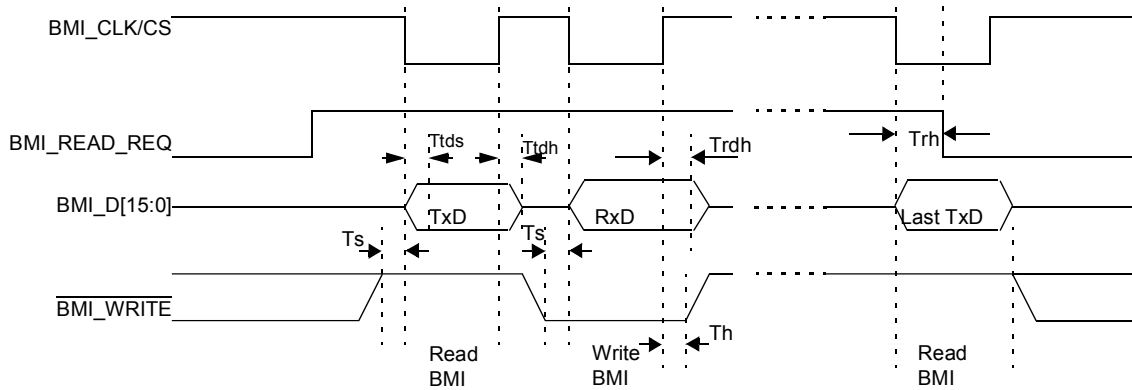 BMI_CLK/CS
BMI_READ_REQ
Ttds
Ttdh
Trdh
Trh
BMI_D[15:0]
TxD
RxD
Last TxD
Ts
Ts
BMI_WRITE
Th
Read
BMI
Write
BMI
Read
BMI